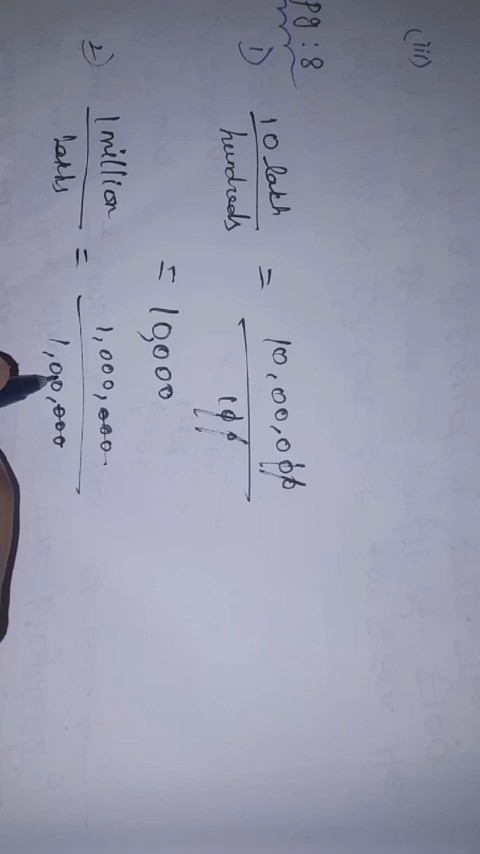 (iii)
pg : 8
1) 10 lakh / hundreds = 10,00,000 / 100
= 10,000
2) 1 million / Lakhs = 1,000,000 / 1,00,000